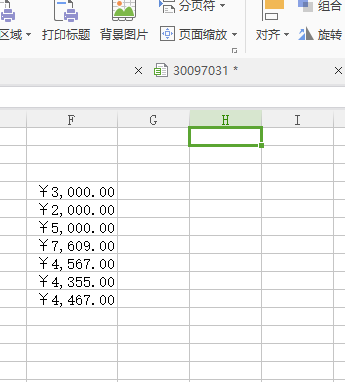 分页符
组合
区域
打印标题
背景图片
页面缩放
对齐
旋转
30097031 *
F G H I
¥3,000.00
¥2,000.00
¥5,000.00
¥7,609.00
¥4,567.00
¥4,355.00
¥4,467.00